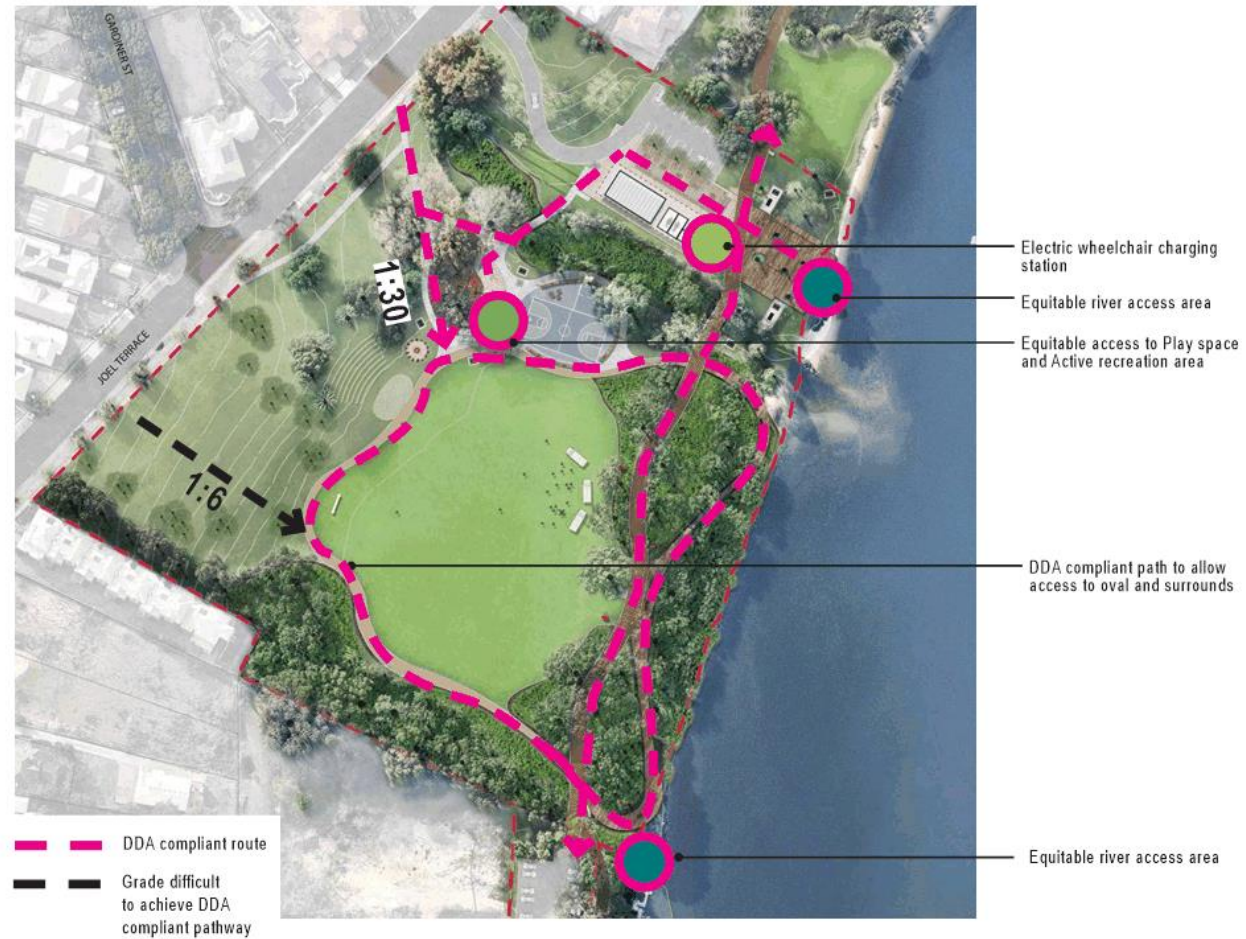 GARDINER ST
JOEL TERRACE
1:30
1:6
Electric wheelchair charging
station
Equitable river access area
Equitable access to Play space
and Active recreation area
DDA compliant path to allow
access to oval and surrounds
Equitable river access area
DDA compliant route
Grade difficult
to achieve DDA
compliant pathway